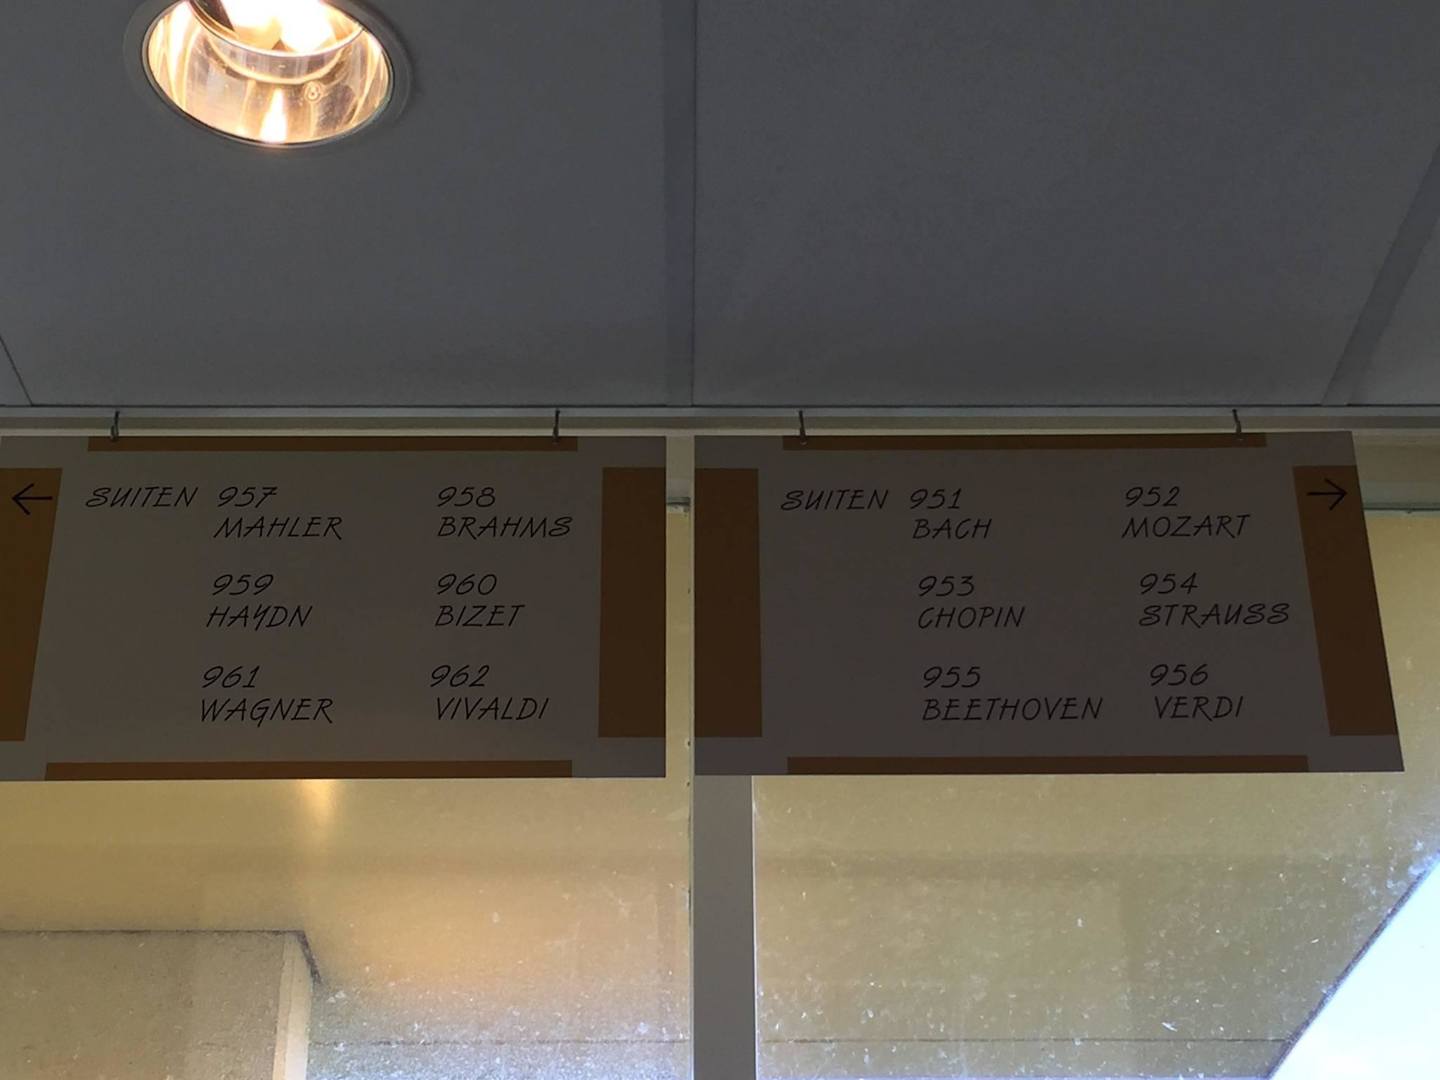 ← SUITEN 957 958
MAHLER BRAHMS
959 960
HAYDN BIZET
961 962
WAGNER VIVALDI
SUITEN 951 952 →
BACH MOZART
953 954
CHOPIN STRAUSS
955 956
BEETHOVEN VERDI